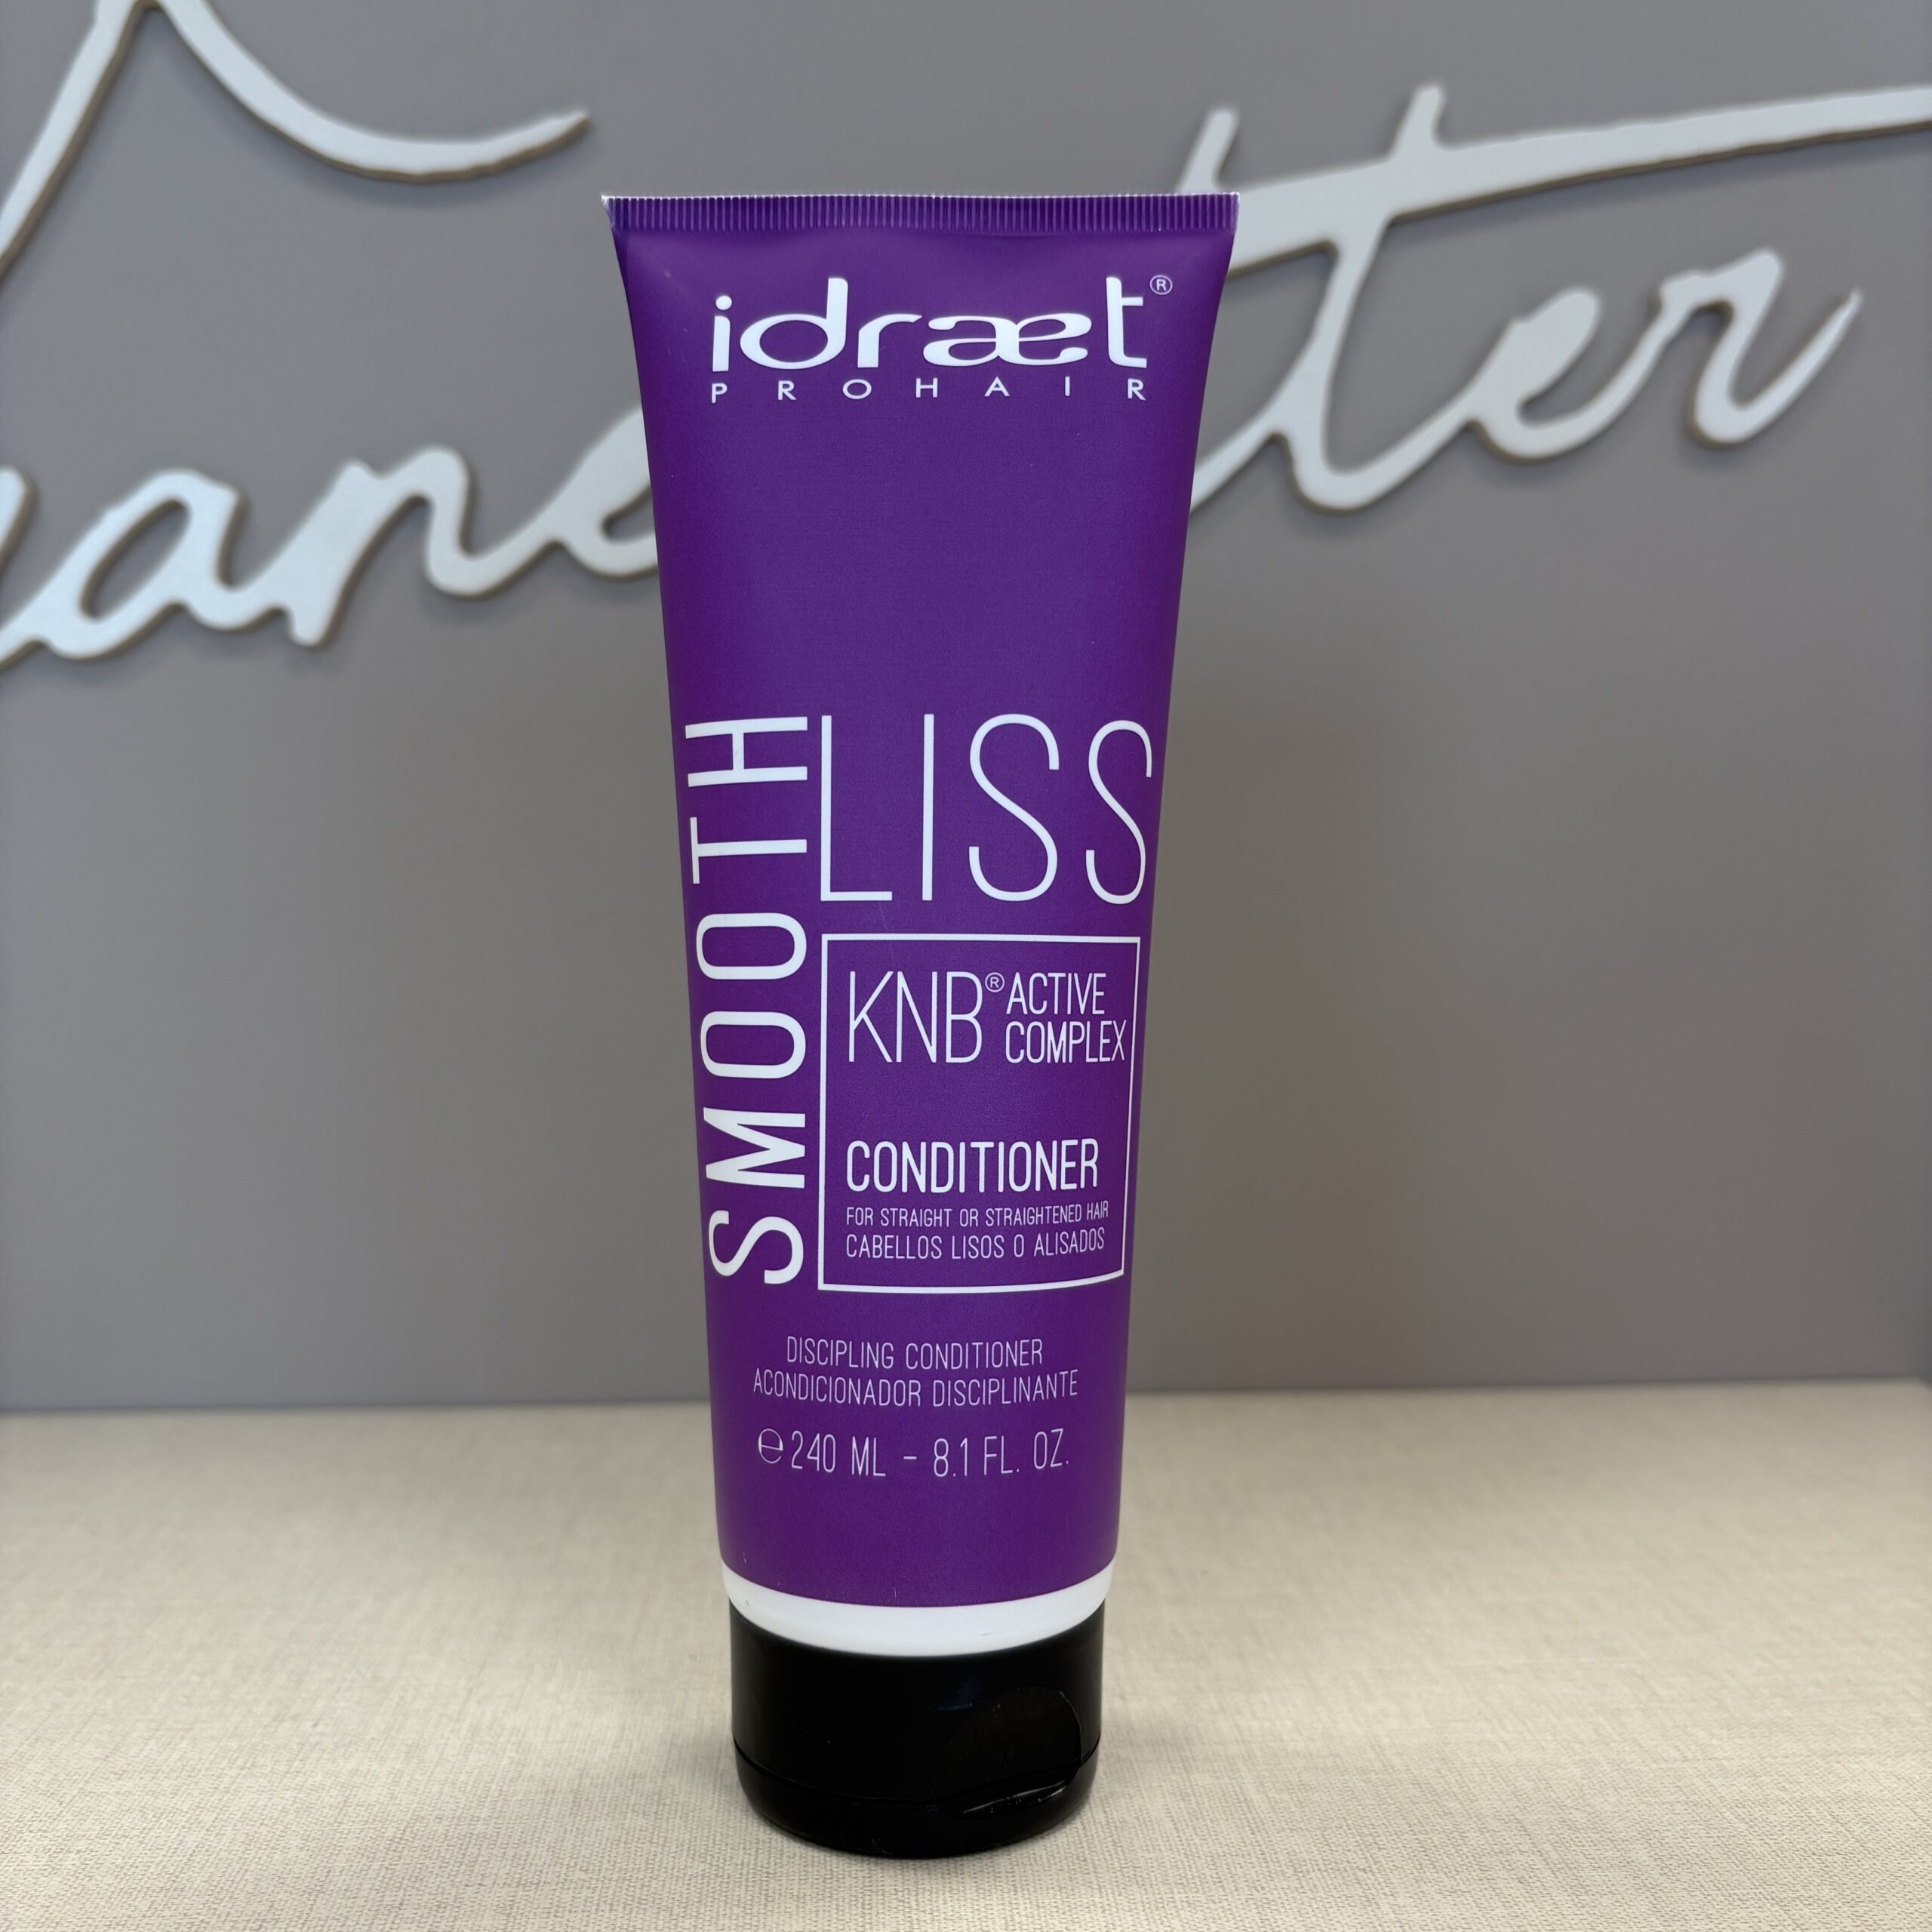 idræt®
PROHAIR
SMOOTH
LISS
KNB® ACTIVE
COMPLEX
CONDITIONER
FOR STRAIGHT OR STRAIGHTENED HAIR
CABELLOS LISOS O ALISADOS
DISCIPLING CONDITIONER
ACONDICIONADOR DISCIPLINANTE
℮ 240 ML - 8.1 FL. OZ.